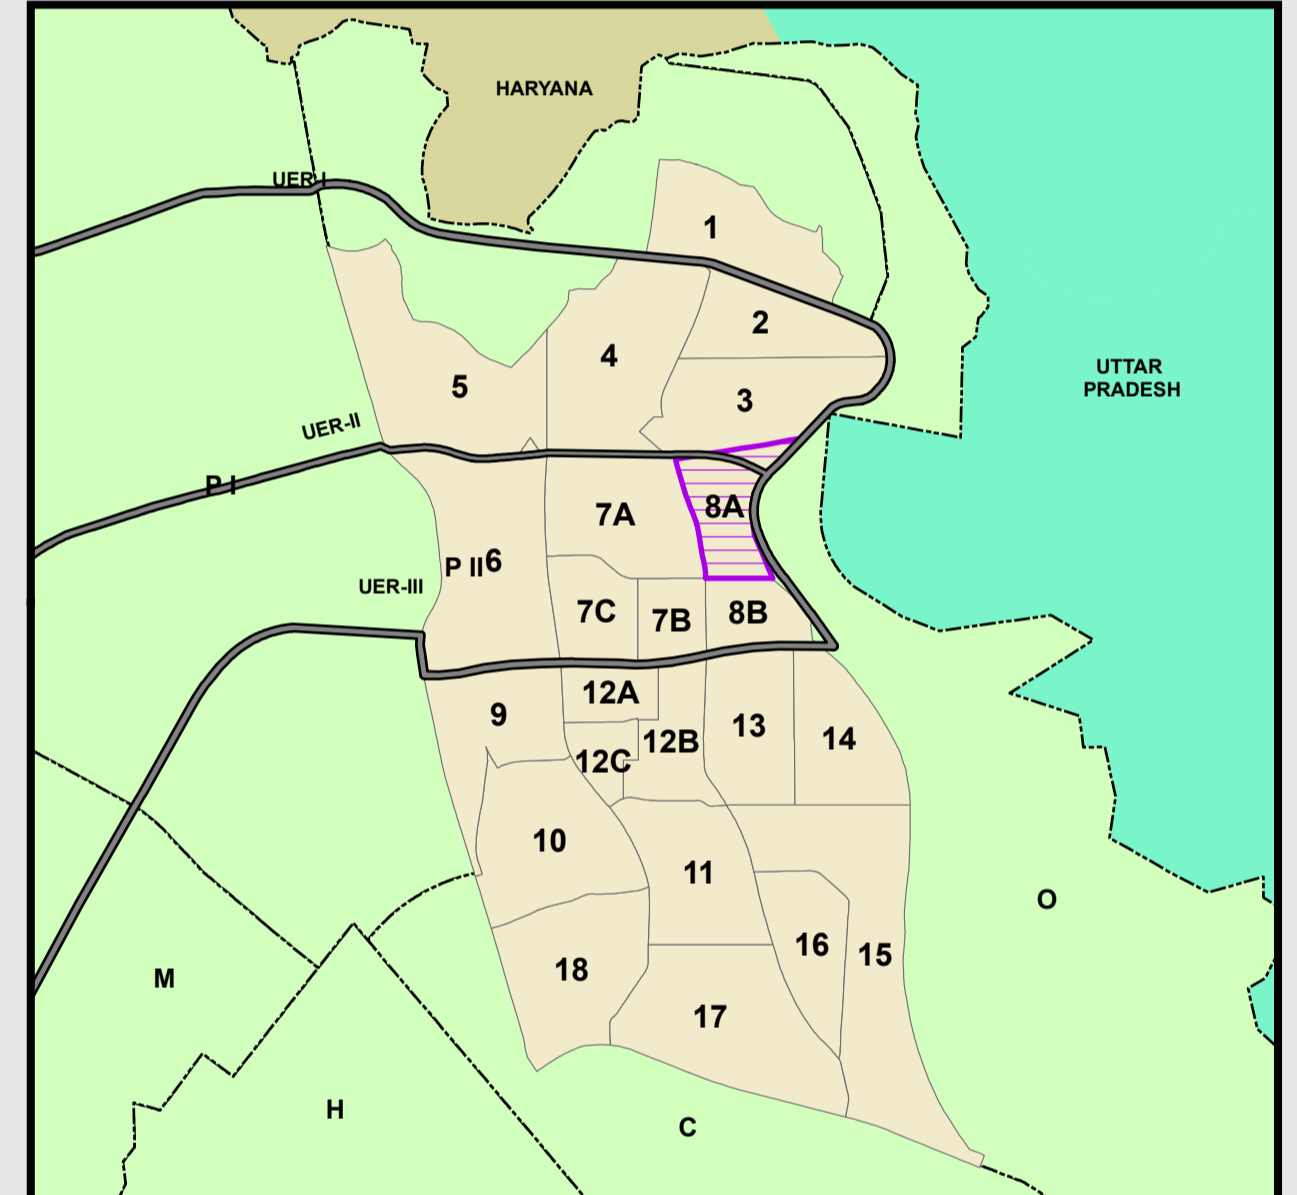 HARYANA
UER-I
1
2
4
UTTAR
PRADESH
5
3
UER-II
P I
8A
7A
P II6
UER-III
7C
7B
8B
12A
9
13
14
12B
12C
10
11
O
16
15
18
M
17
H
C